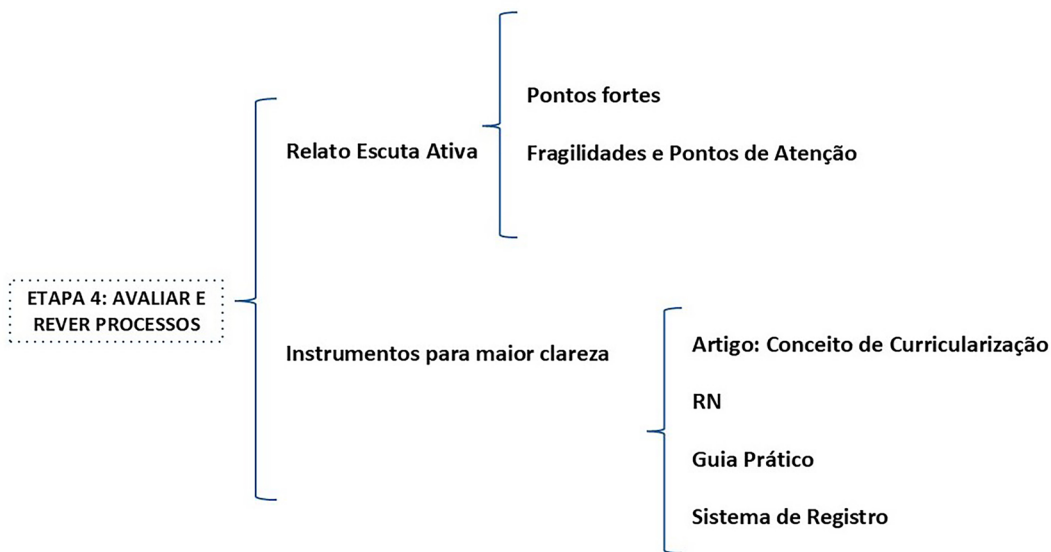 ETAPA 4: AVALIAR E
REVER PROCESSOS
Relato Escuta Ativa
Pontos fortes
Fragilidades e Pontos de Atenção
Instrumentos para maior clareza
Artigo: Conceito de Curricularização
RN
Guia Prático
Sistema de Registro